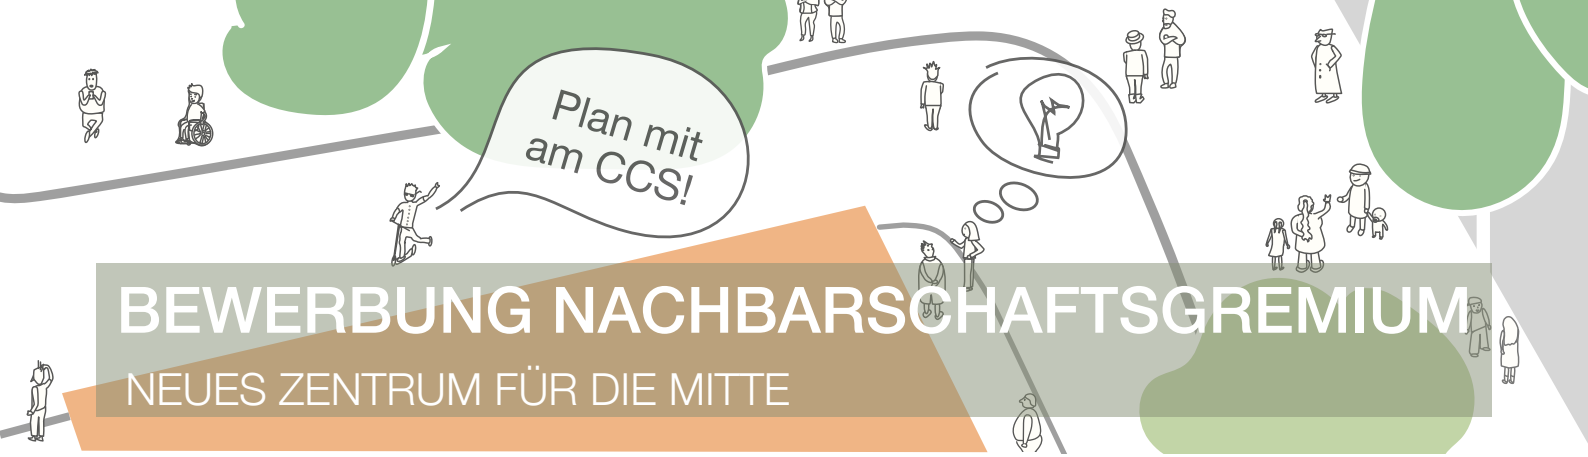 Plan mit
am CCS!
BEWERBUNG NACHBARSCHAFTSGREMIUM
NEUES ZENTRUM FÜR DIE MITTE